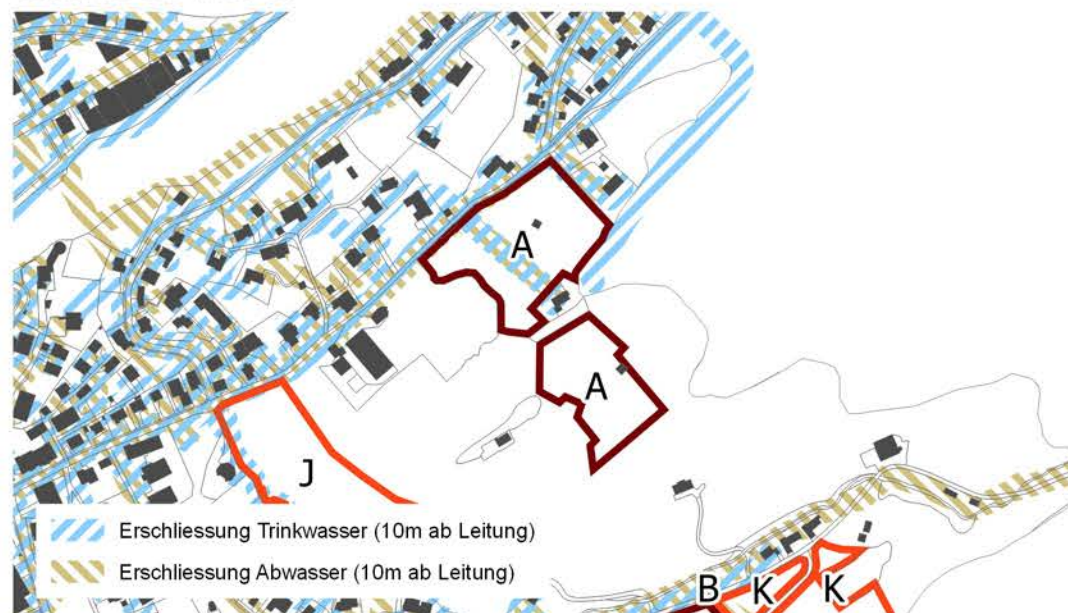 A
A
J
Erschliessung Trinkwasser (10m ab Leitung)
Erschliessung Abwasser (10m ab Leitung)
B K K